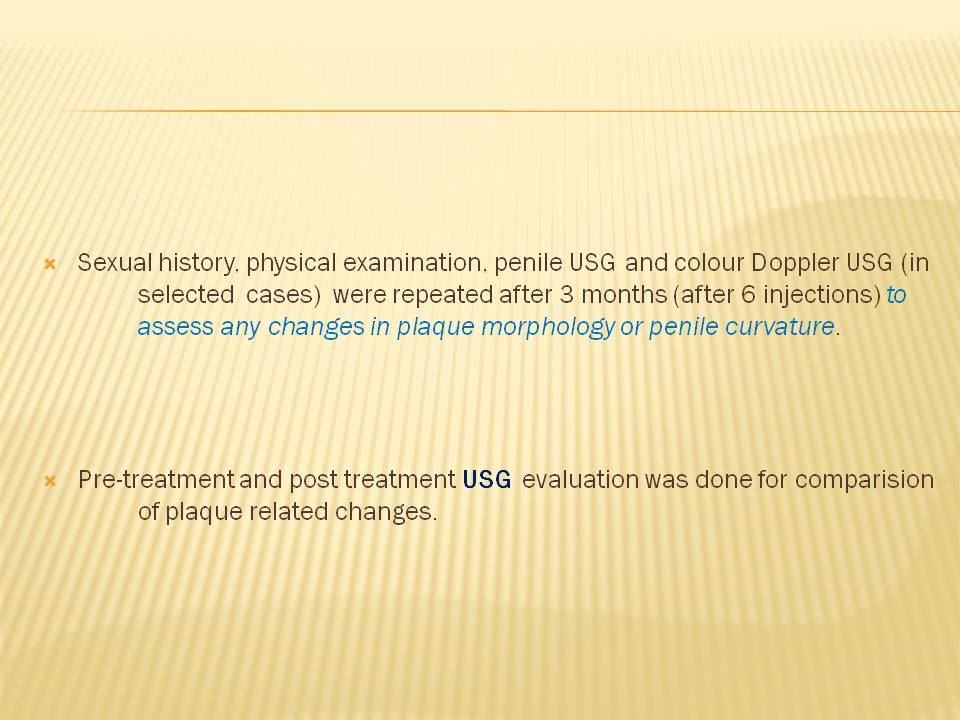 Sexual history, physical examination, penile USG and colour Doppler USG (in
selected cases) were repeated after 3 months (after 6 injections) to
assess any changes in plaque morphology or penile curvature.
Pre-treatment and post treatment USG evaluation was done for comparision
of plaque related changes.